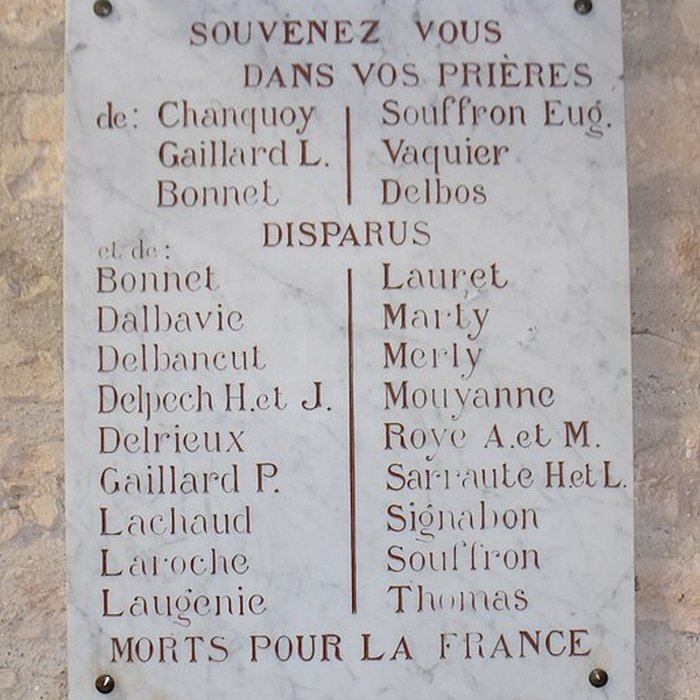 SOUVENEZ VOUS
DANS VOS PRIÈRES
de: Chanquoy
Gaillard L.
Bonnet
Souffron Eug.
Vaquier
Delbos
DISPARUS
et de:
Bonnet
Dalbavie
Delbancut
Delpech H. et J.
Delrieux
Gaillard P.
Lachaud
Laroche
Laugenie
Lauret
Marty
Merly
Mouyanne
Roye A. et M.
Sarraute H. et L.
Signabon
Souffron
Thomas
MORTS POUR LA FRANCE